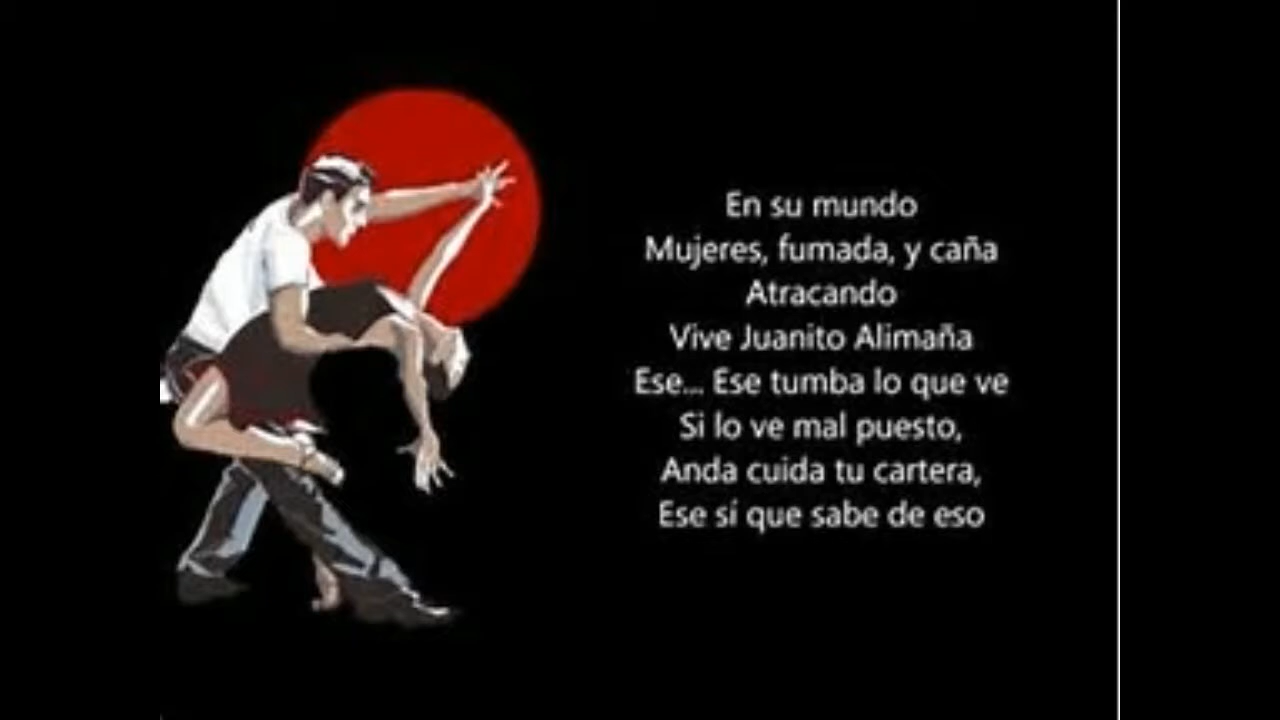 En su mundo
Mujeres, fumada, y caña
Atracando
Vive Juanito Alimaña
Ese... Ese tumba lo que ve
Si lo ve mal puesto,
Anda cuida tu cartera,
Ese sí que sabe de eso